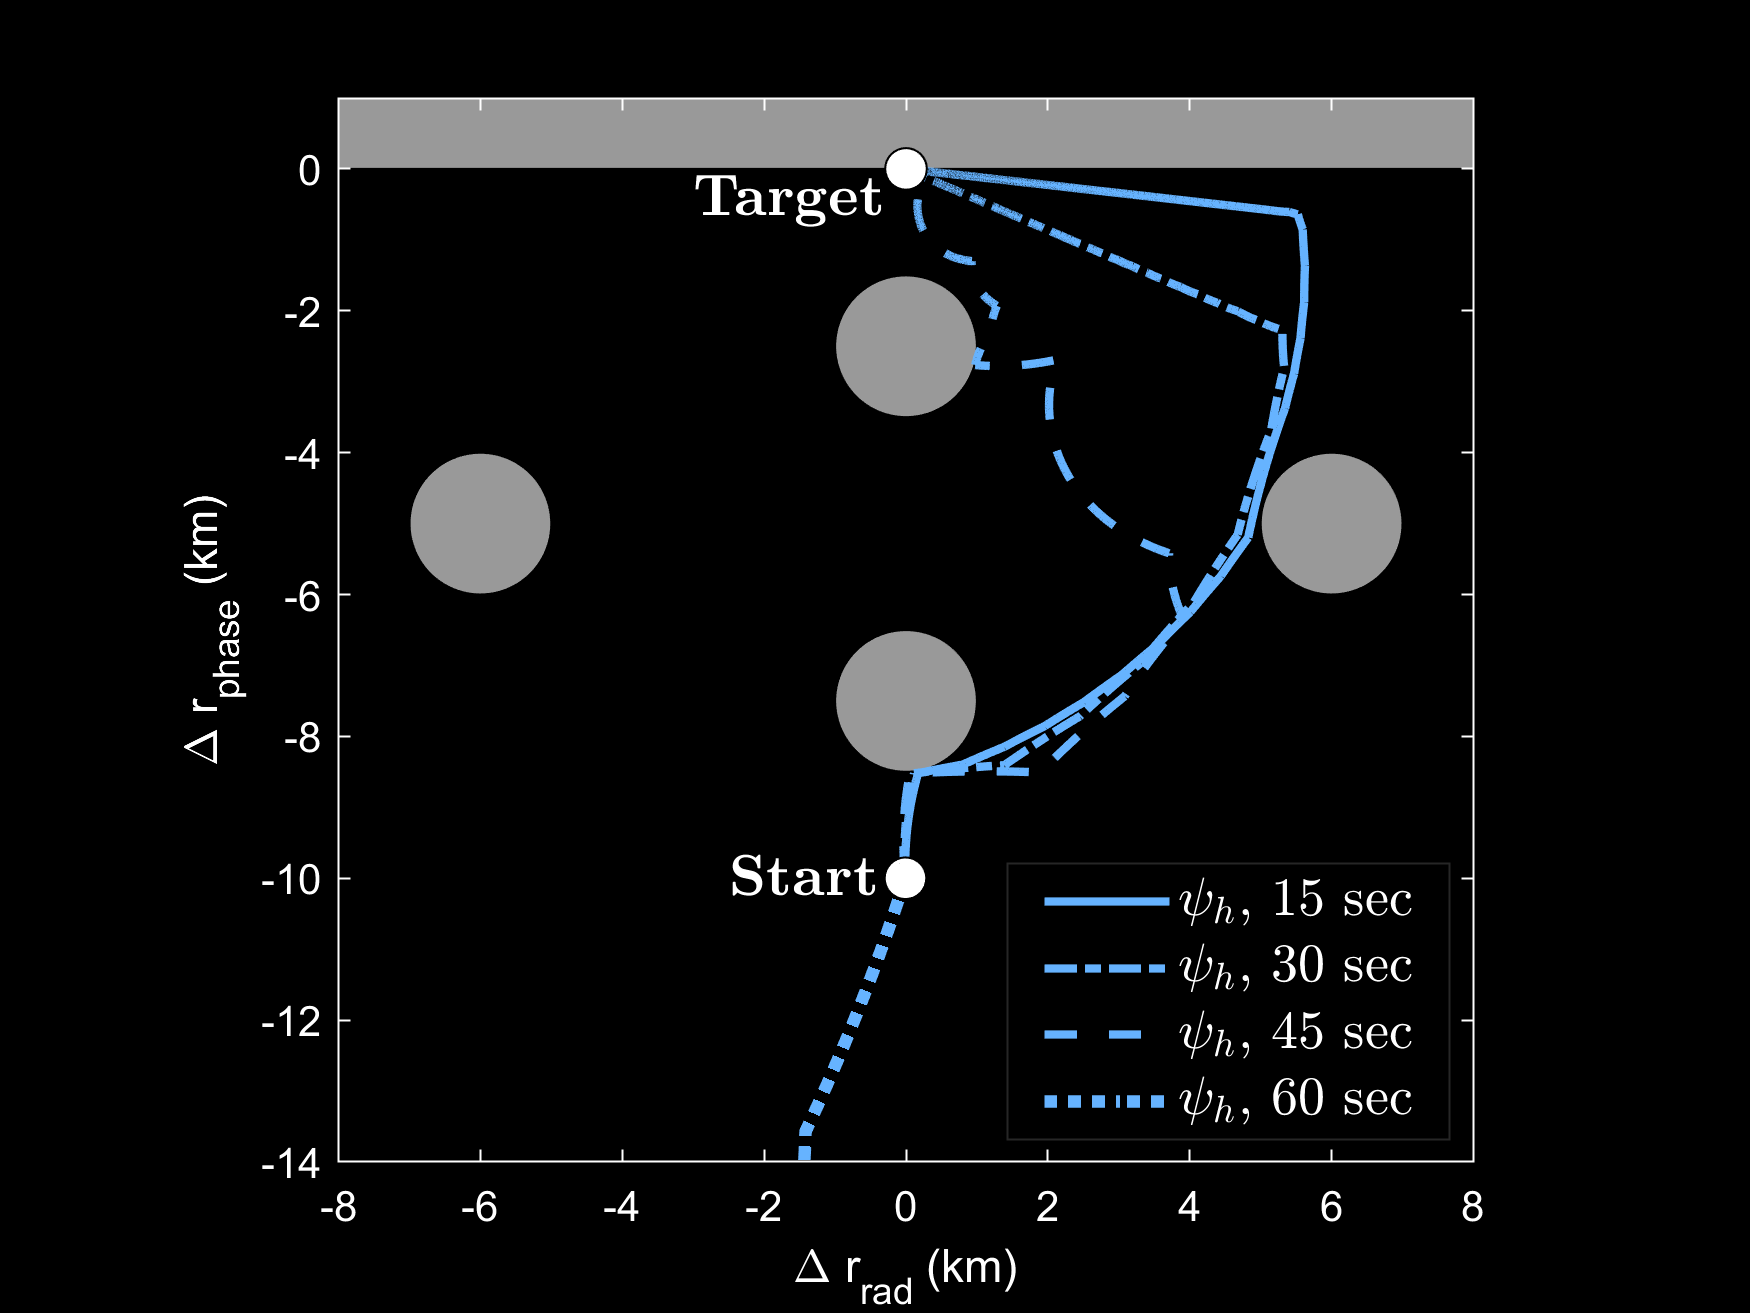 0
Target
-2
-4
-6
-8
Start
-10
-12
-14
Δ r_phase (km)
ψ_h, 15 sec
ψ_h, 30 sec
ψ_h, 45 sec
ψ_h, 60 sec
-8 -6 -4 -2 0 2 4 6 8
Δ r_rad (km)